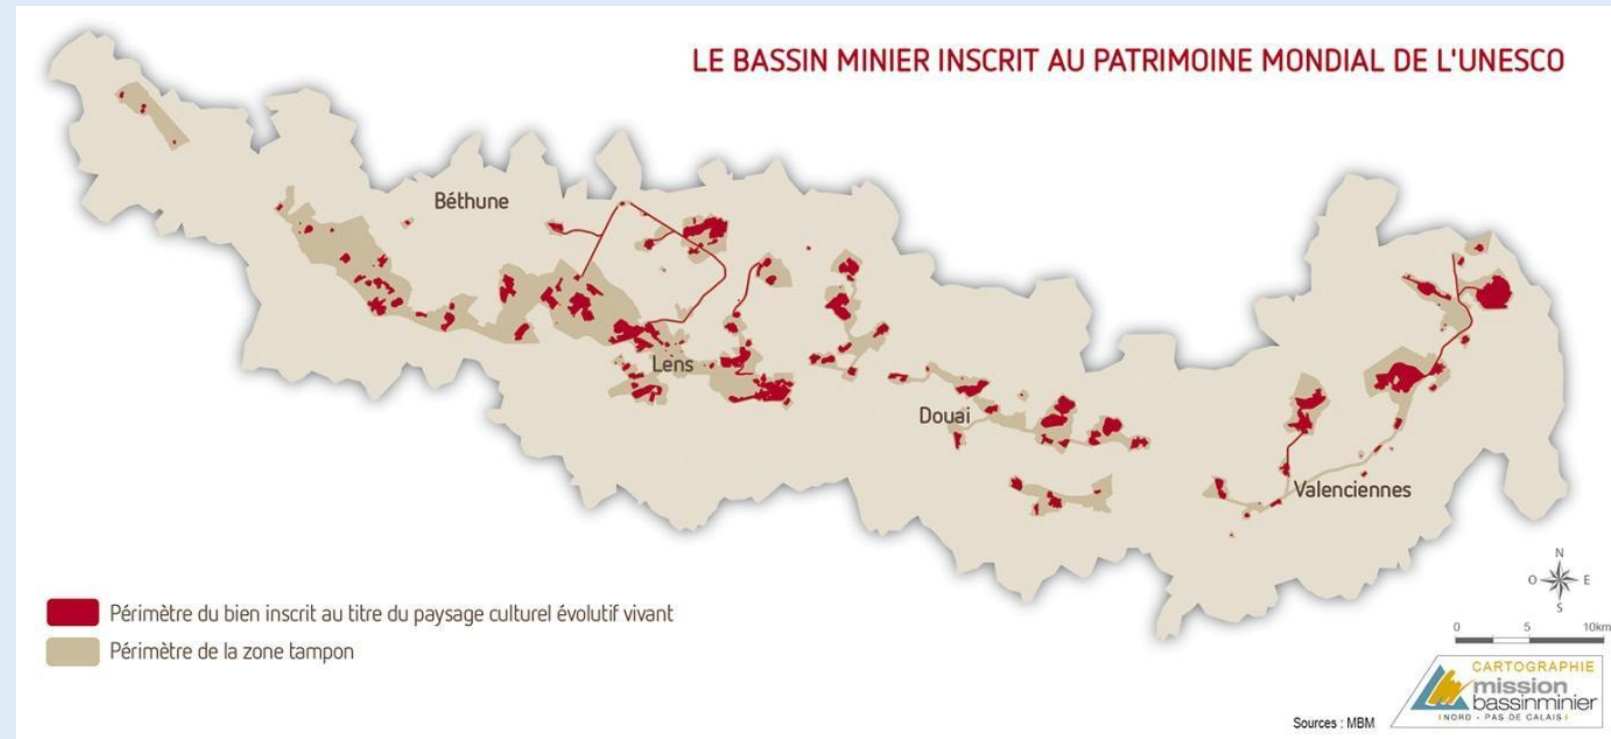 LE BASSIN MINIER INSCRIT AU PATRIMOINE MONDIAL DE L'UNESCO
Béthune
Lens
Douai
Valenciennes
N
O E
S
0 5 10km
Périmètre du bien inscrit au titre du paysage culturel évolutif vivant
Périmètre de la zone tampon
CARTOGRAPHIE
mission
bassinminier
NORD - PAS DE CALAIS
Sources : MBM